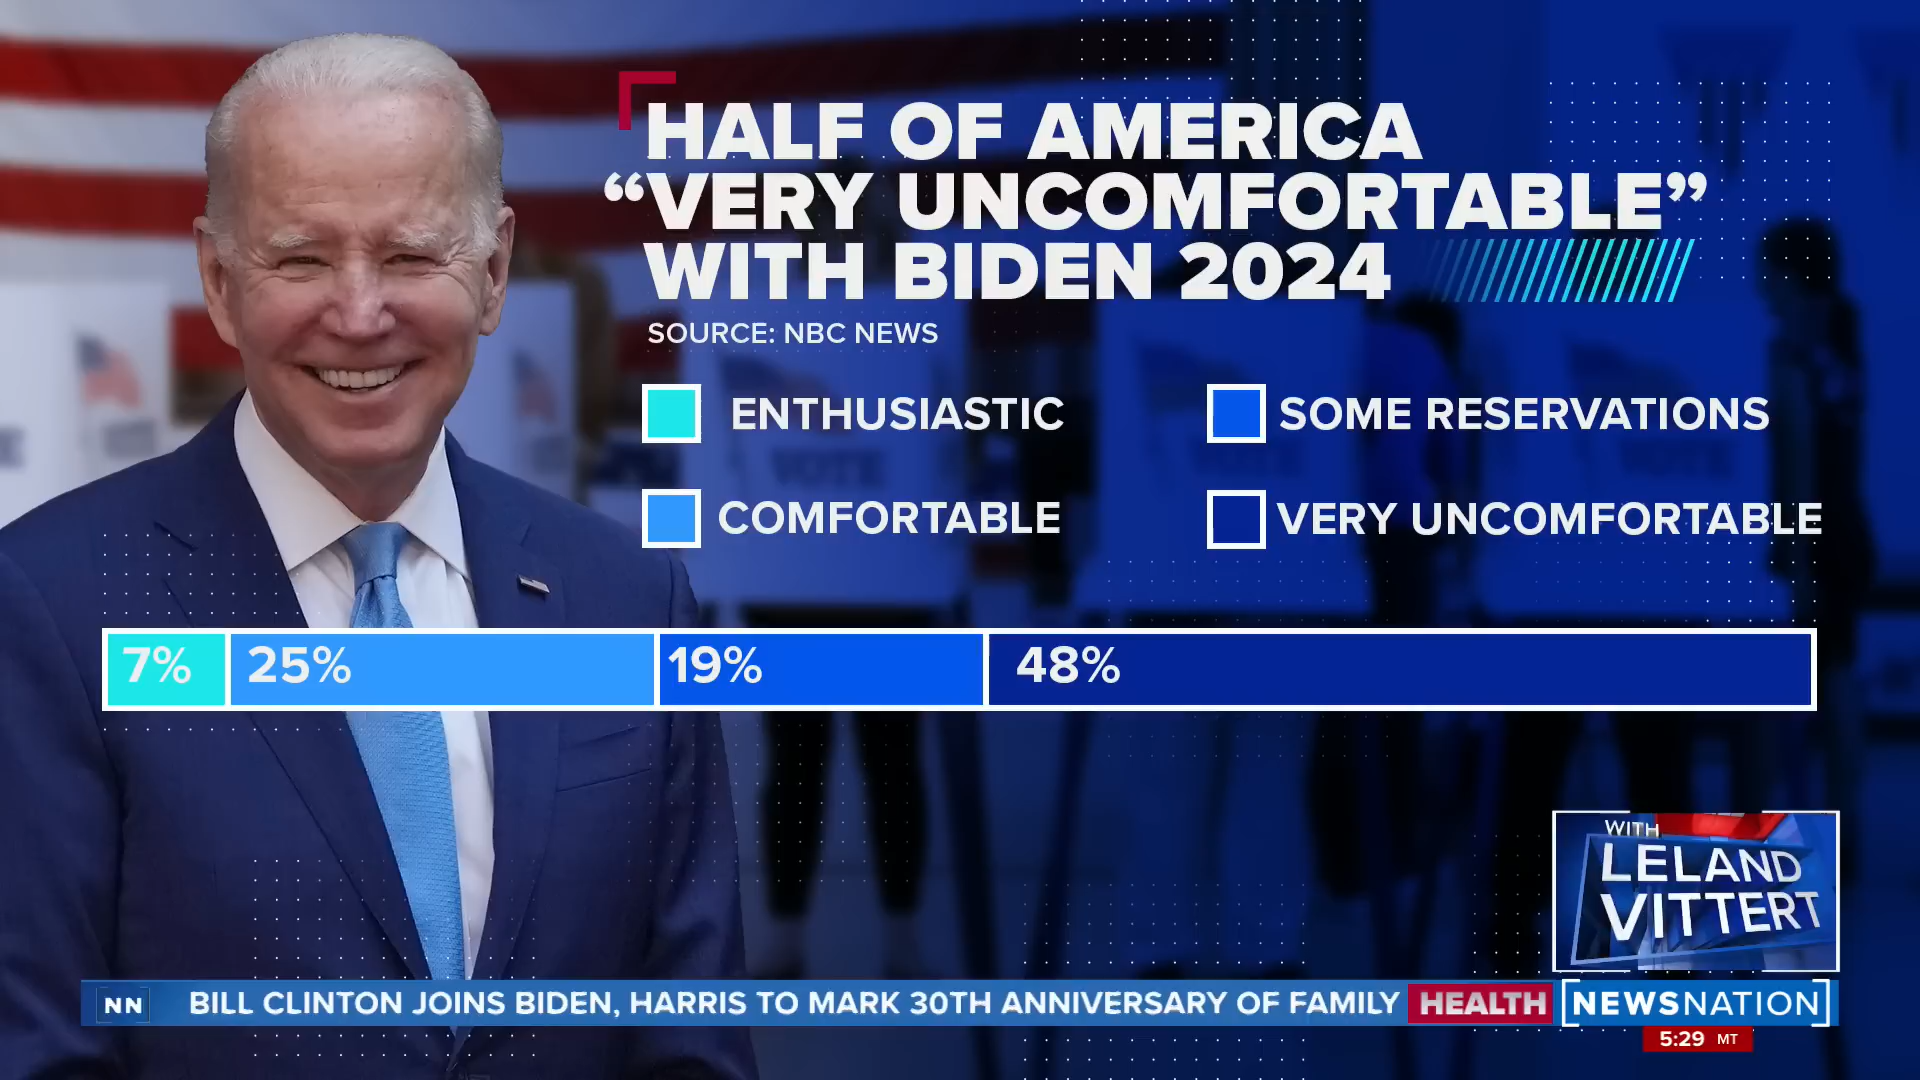 HALF OF AMERICA
“VERY UNCOMFORTABLE”
WITH BIDEN 2024
SOURCE: NBC NEWS
ENTHUSIASTIC
SOME RESERVATIONS
COMFORTABLE
VERY UNCOMFORTABLE
7% 25% 19% 48%
VOTE
WITH
LELAND
VITTERT
NN BILL CLINTON JOINS BIDEN, HARRIS TO MARK 30TH ANNIVERSARY OF FAMILY HEALTH NEWSNATION
5:29 MT